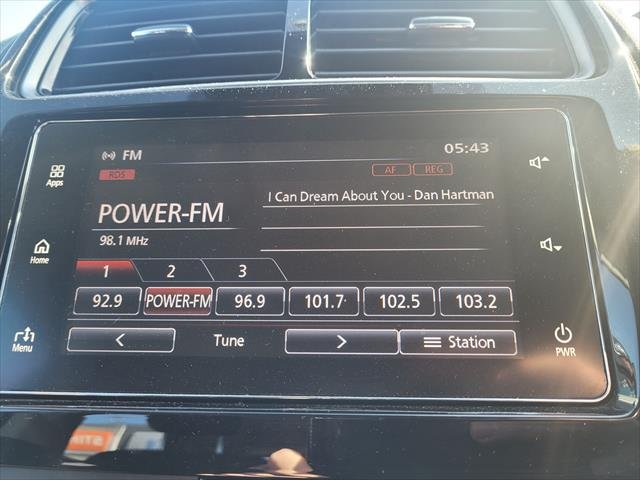 FM 05:43
Apps
RDS AF REG
I Can Dream About You - Dan Hartman
POWER-FM
98.1 MHz
Home
1 2 3
92.9 POWER-FM 96.9 101.7 102.5 103.2
< Tune > Station
Menu
PWR